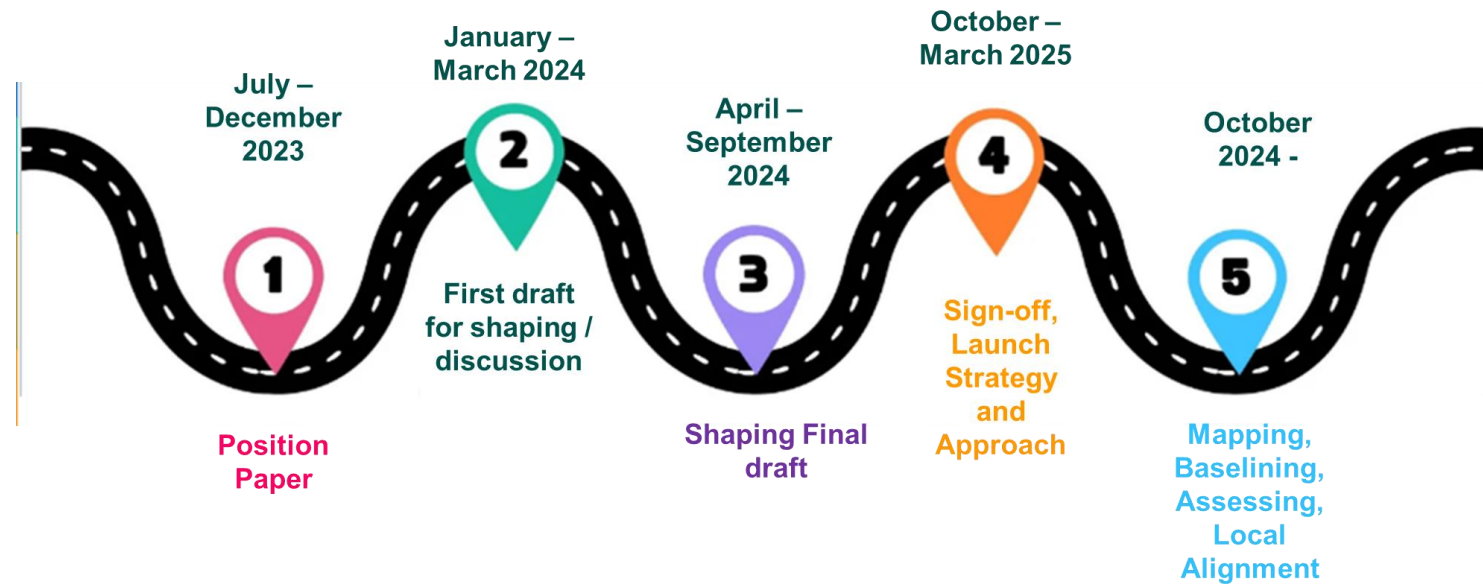 July –
December
2023
1
Position
Paper
January –
March 2024
2
First draft
for shaping /
discussion
April –
September
2024
3
Shaping Final
draft
October –
March 2025
4
Sign-off,
Launch
Strategy
and
Approach
October
2024 -
5
Mapping,
Baselining,
Assessing,
Local
Alignment